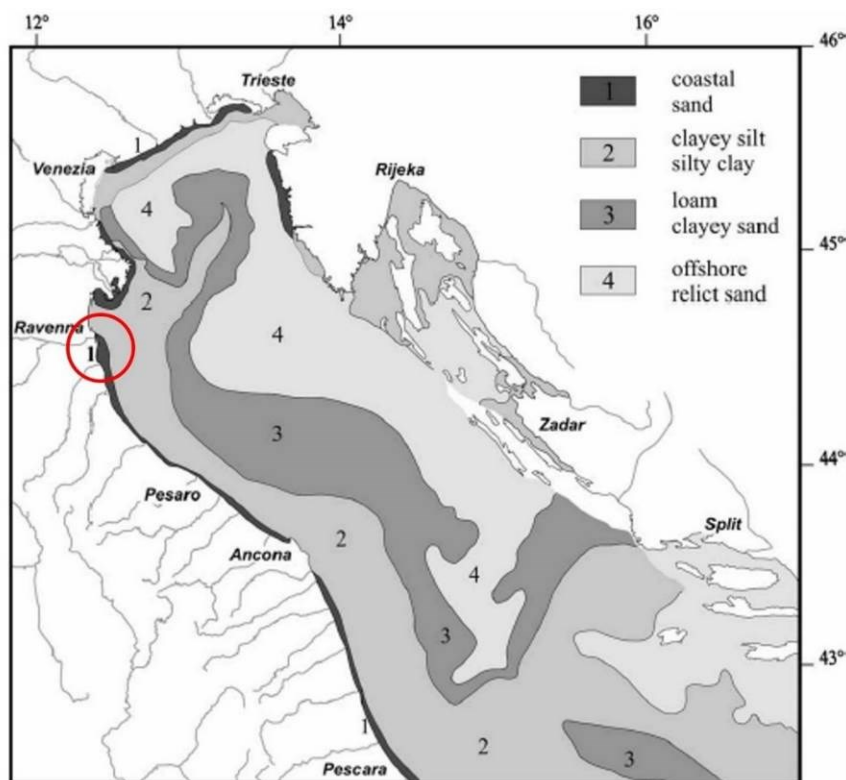 12°
14°
16°
46°
Trieste
1
coastal
sand
1
Venezia
2
clayey silt
silty clay
Rijeka
4
3
loam
clayey sand
45°
4
offshore
relict sand
2
Ravenna
4
1
3
Zadar
44°
Pesaro
Split
2
Ancona
4
3
43°
1
2
3
Pescara